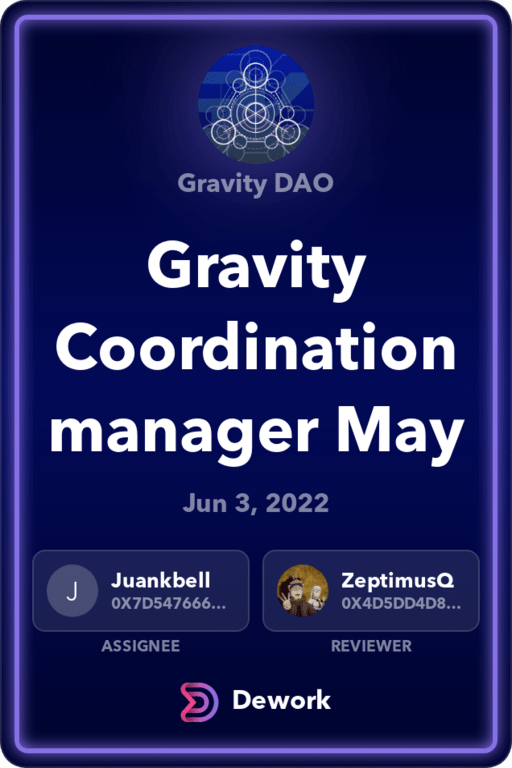 Gravity DAO
Gravity
Coordination
manager May
Jun 3, 2022
J
Juankbell
0X7D547666...
ZeptimusQ
0X4D5DD4D8...
ASSIGNEE
REVIEWER
Dework